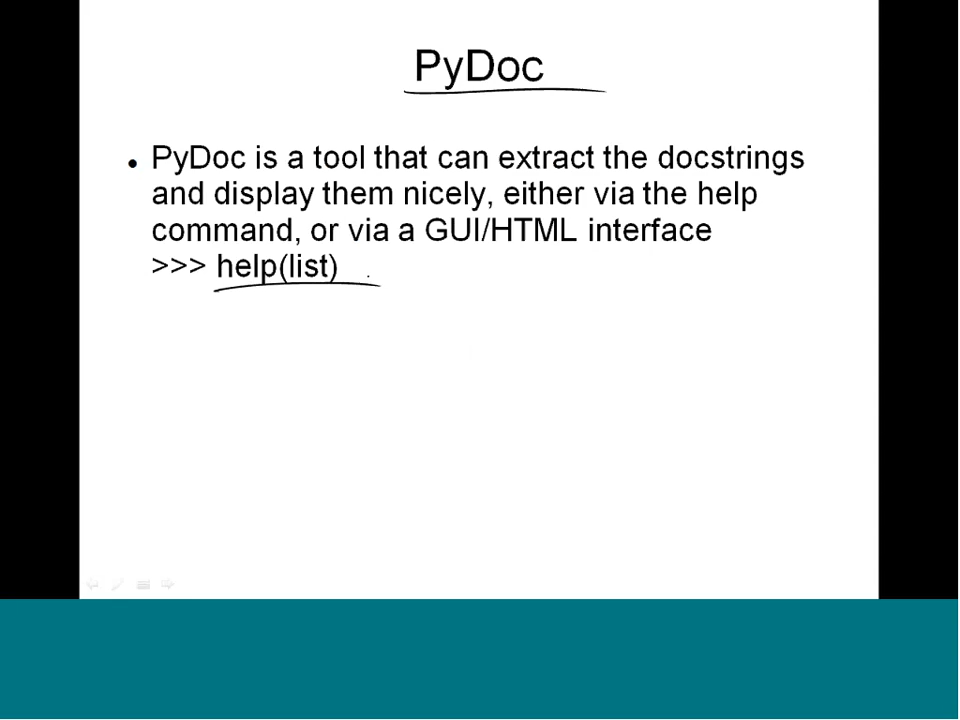 PyDoc
• PyDoc is a tool that can extract the docstrings
and display them nicely, either via the help
command, or via a GUI/HTML interface
>>> help(list)